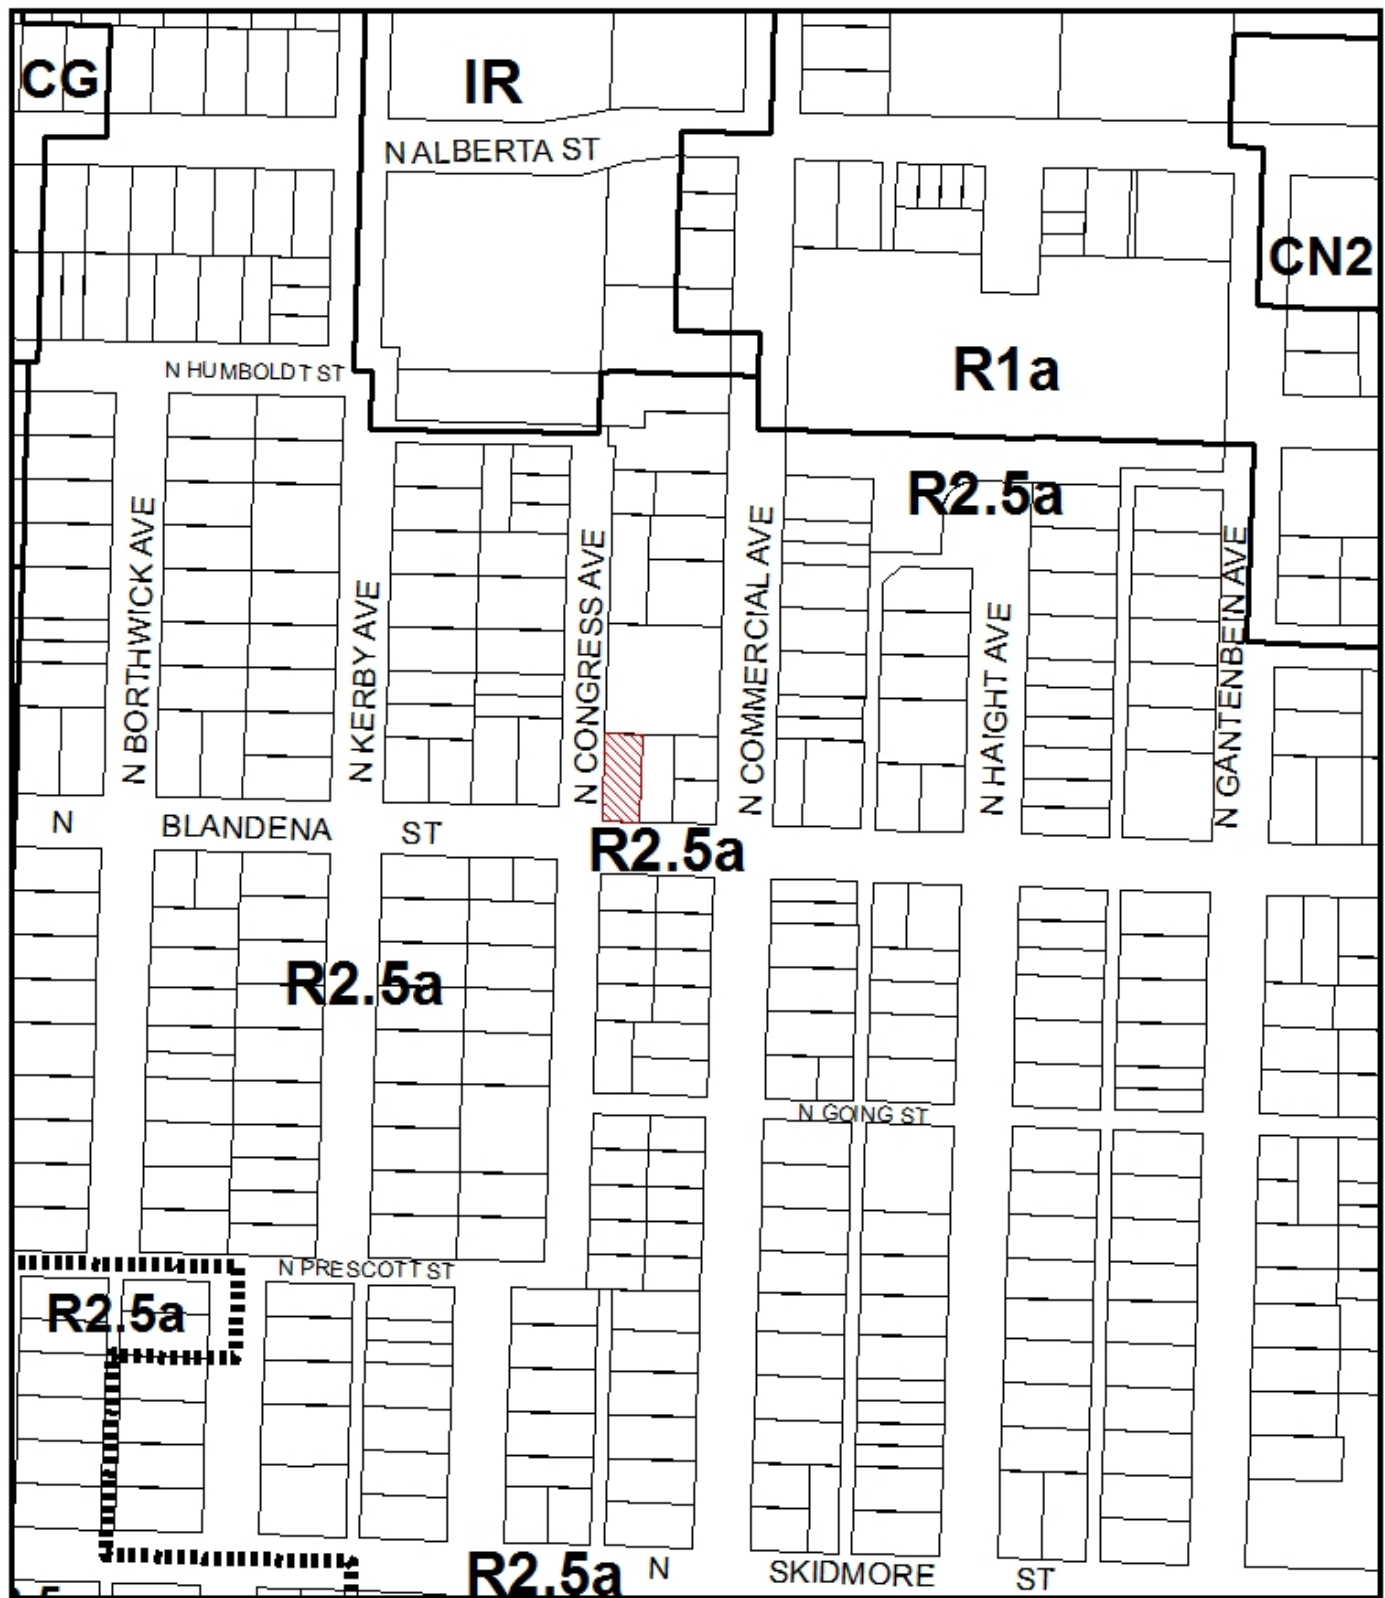 CG
IR
N ALBERTA ST
CN2
N HUMBOLDT ST
R1a
R2.5a
N BORTHWICK AVE
N KERBY AVE
N CONGRESS AVE
N COMMERCIAL AVE
N HAIGHT AVE
N GANTENBEIN AVE
N BLANDENA ST
R2.5a
R2.5a
N GOING ST
N PRESCOTT ST
R2.5a
R2.5a
N SKIDMORE ST